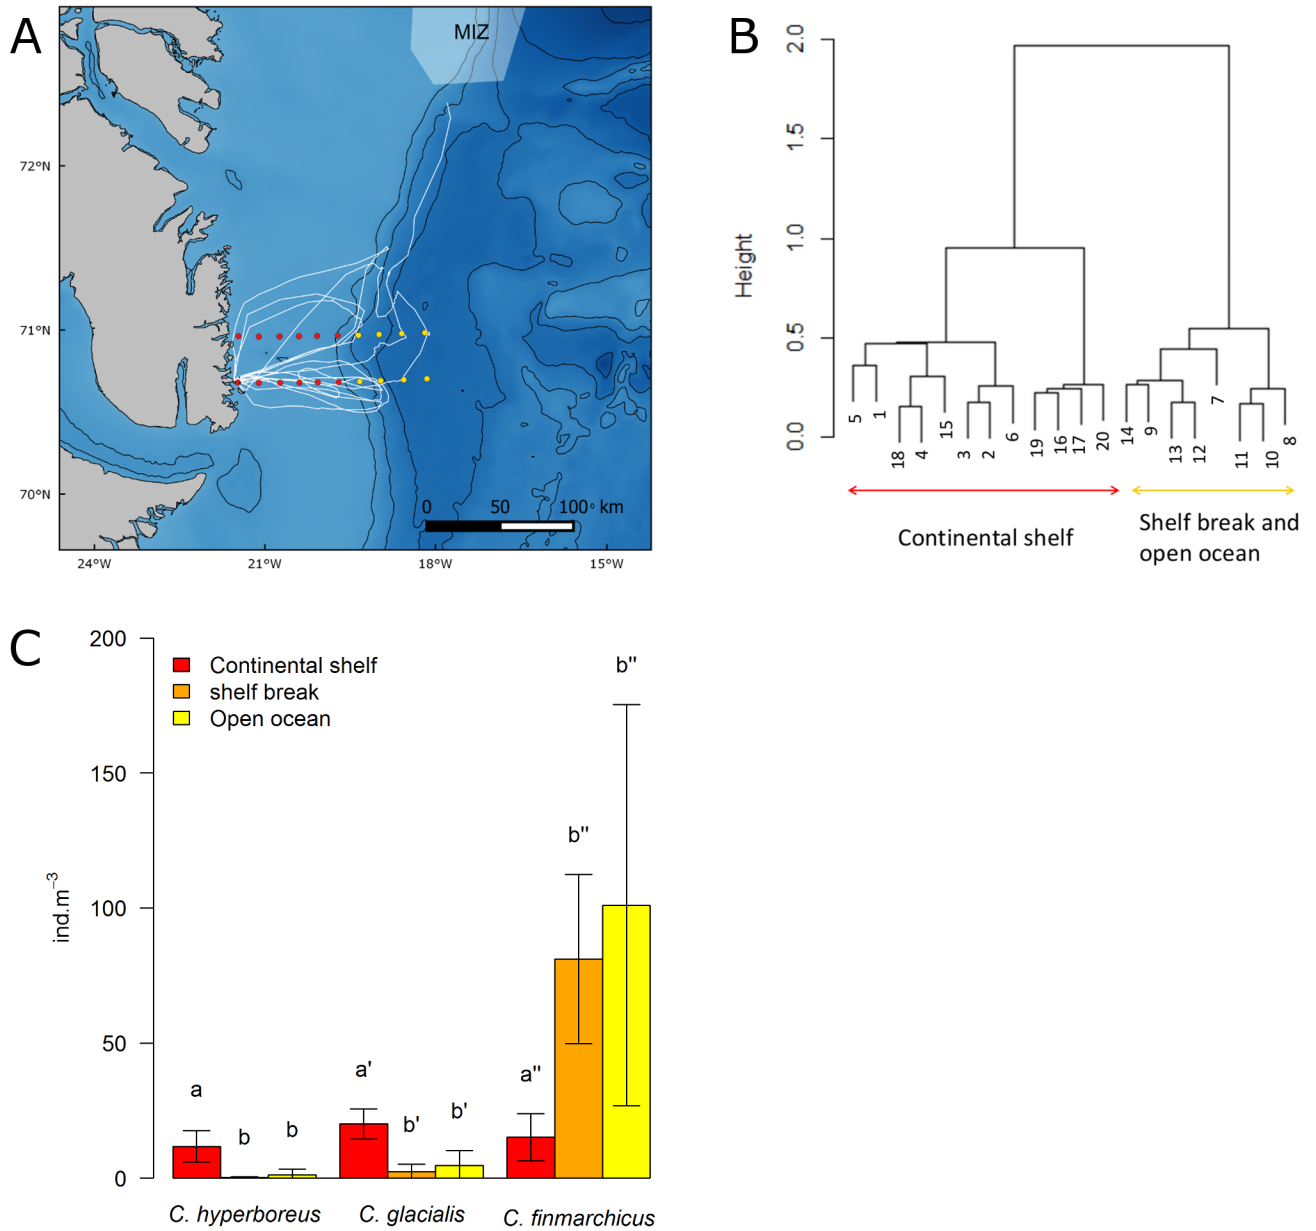 A
MIZ
72°N
71°N
70°N
0 50 100 km
24°W 21°W 18°W 15°W
B
Height
2.0
1.5
1.0
0.5
0.0
5 1 18 4 15 3 2 6 19 16 17 20 14 9 13 12 7 11 10 8
Continental shelf
Shelf break and
open ocean
C
ind.m⁻³
200
150
100
50
0
Continental shelf
shelf break
Open ocean
a b b a' b' b' a'' b'' b''
C. hyperboreus C. glacialis C. finmarchicus